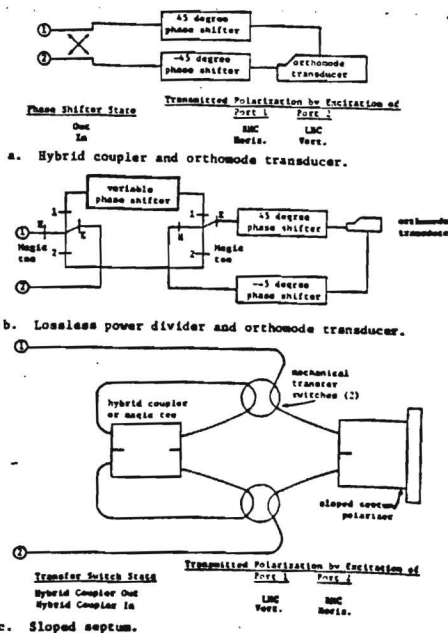 45 degree
phase shifter
1
2
-45 degree
phase shifter
orthomode
transducer
Phase Shifter State
Transmitted Polarization by Excitation of
Port 1 Port 2
Out RHC LHC
In Horiz. Vert.
a. Hybrid coupler and orthomode transducer.
variable
phase shifter
1 1
E E
1 H 45 degree
phase shifter
orthomode
transduce
Magic
tee
H Magic
tee
2 2
2
-45 degree
phase shifter
b. Lossless power divider and orthomode transducer.
1
mechanical
transfer
switches (2)
hybrid coupler
or magic tee
sloped septum
polarizer
2
Transfer Switch State
Transmitted Polarization by Excitation of
Port 1 Port 2
Hybrid Coupler Out LHC RHC
Hybrid Coupler In Vert. Horiz.
c. Sloped septum.